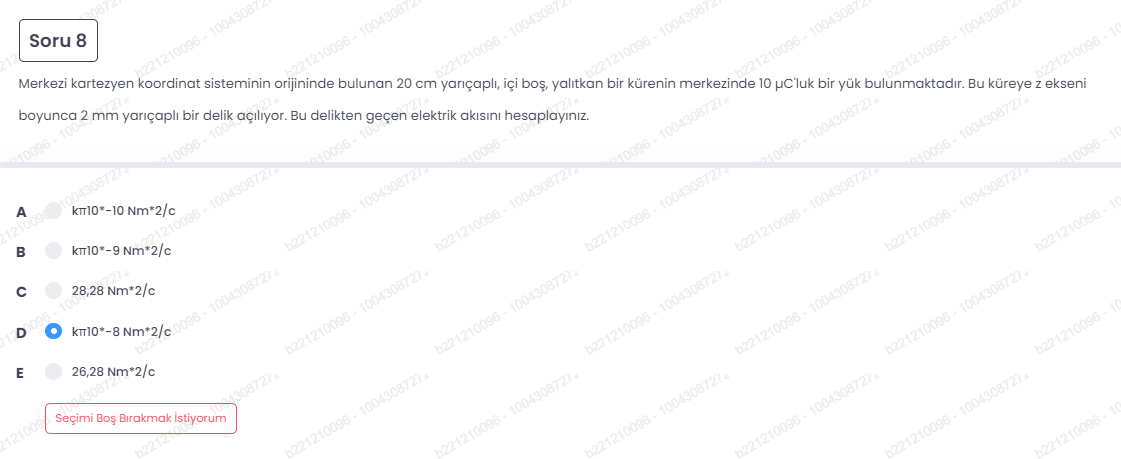 Soru 8
Merkezi kartezyen koordinat sisteminin orijininde bulunan 20 cm yarıçaplı, içi boş, yalıtkan bir kürenin merkezinde 10 µC'luk bir yük bulunmaktadır. Bu küreye z ekseni
boyunca 2 mm yarıçaplı bir delik açılıyor. Bu delikten geçen elektrik akısını hesaplayınız.
A kπ10*-10 Nm*2/c
B kπ10*-9 Nm*2/c
C 28,28 Nm*2/c
D kπ10*-8 Nm*2/c
E 26,28 Nm*2/c
Seçimi Boş Bırakmak İstiyorum